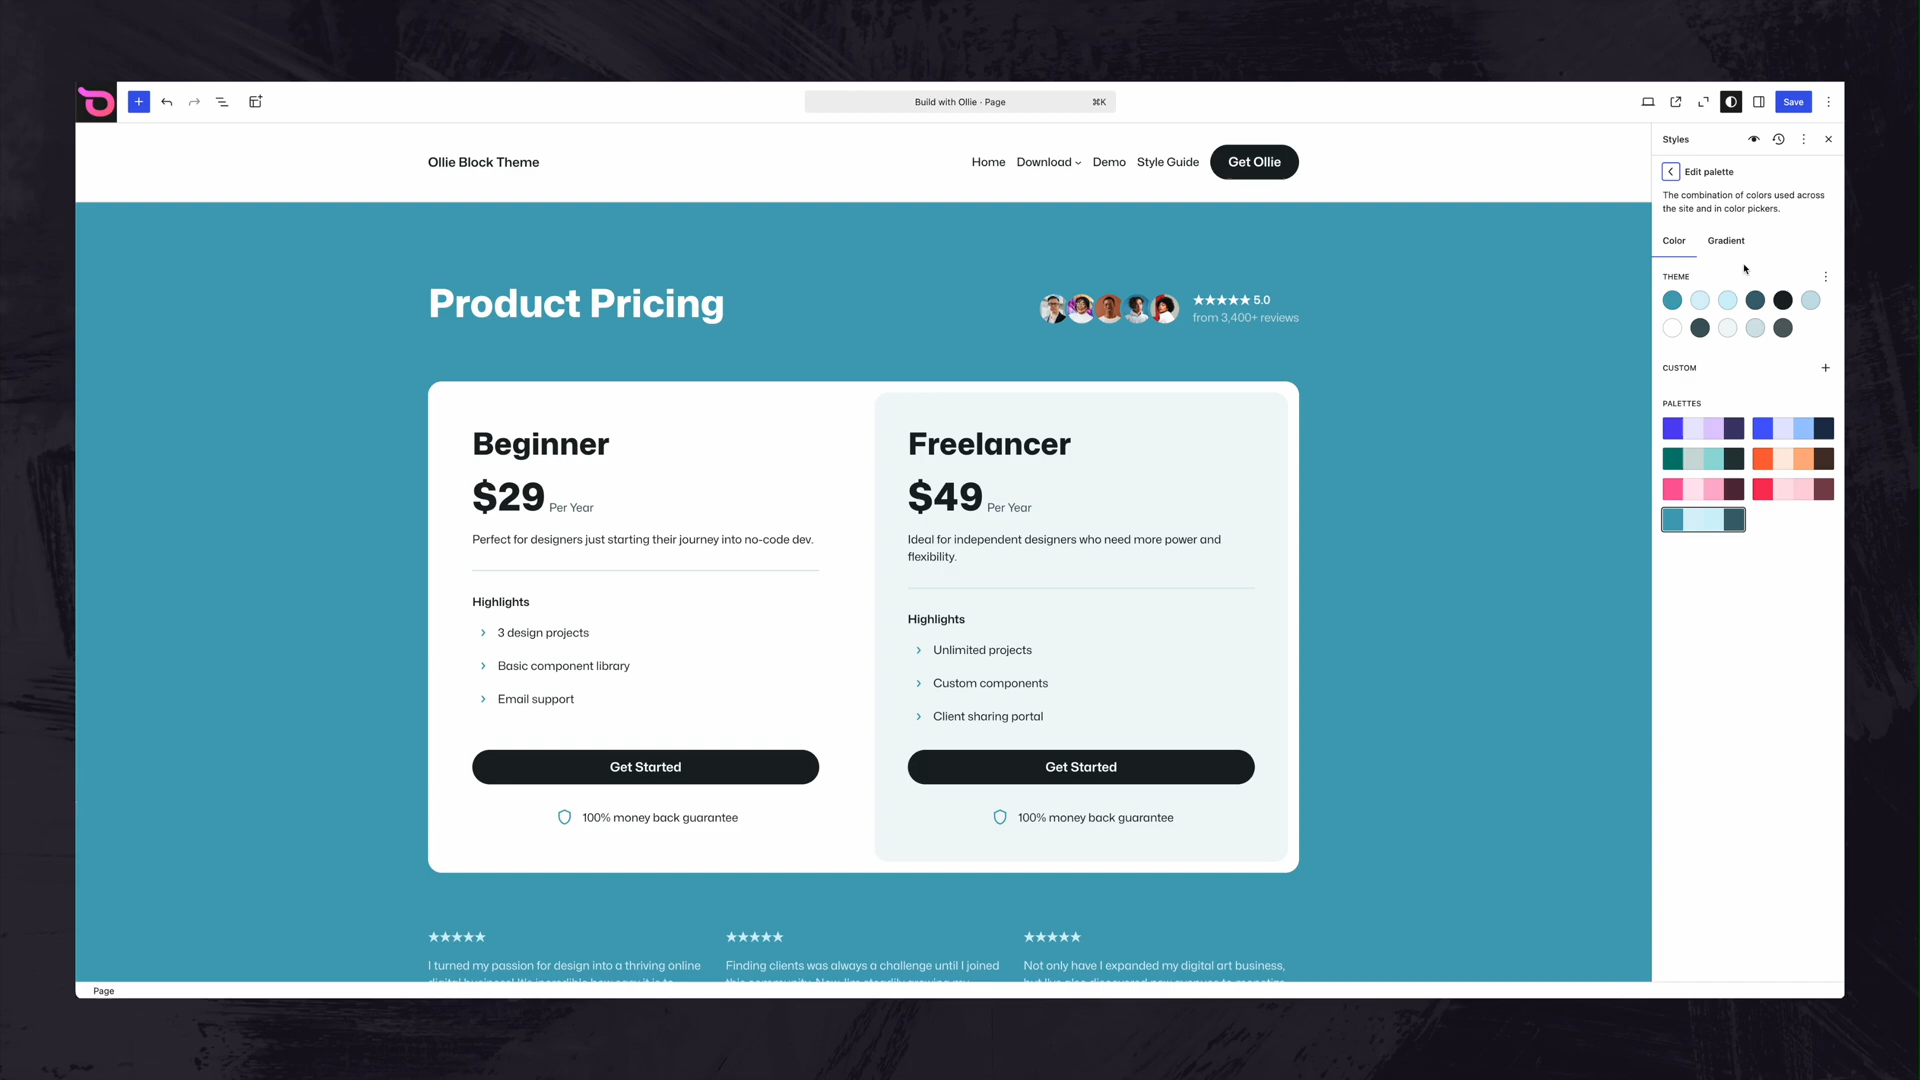 Build with Ollie · Page
⌘K
Save
Ollie Block Theme
Home
Download
Demo
Style Guide
Get Ollie
Product Pricing
★★★★★ 5.0
from 3,400+ reviews
Beginner
$29 Per Year
Perfect for designers just starting their journey into no-code dev.
Highlights
3 design projects
Basic component library
Email support
Get Started
100% money back guarantee
Freelancer
$49 Per Year
Ideal for independent designers who need more power and
flexibility.
Highlights
Unlimited projects
Custom components
Client sharing portal
Get Started
100% money back guarantee
★★★★★
I turned my passion for design into a thriving online
★★★★★
Finding clients was always a challenge until I joined
★★★★★
Not only have I expanded my digital art business,
Styles
Edit palette
The combination of colors used across
the site and in color pickers.
Color
Gradient
THEME
CUSTOM
PALETTES
Page